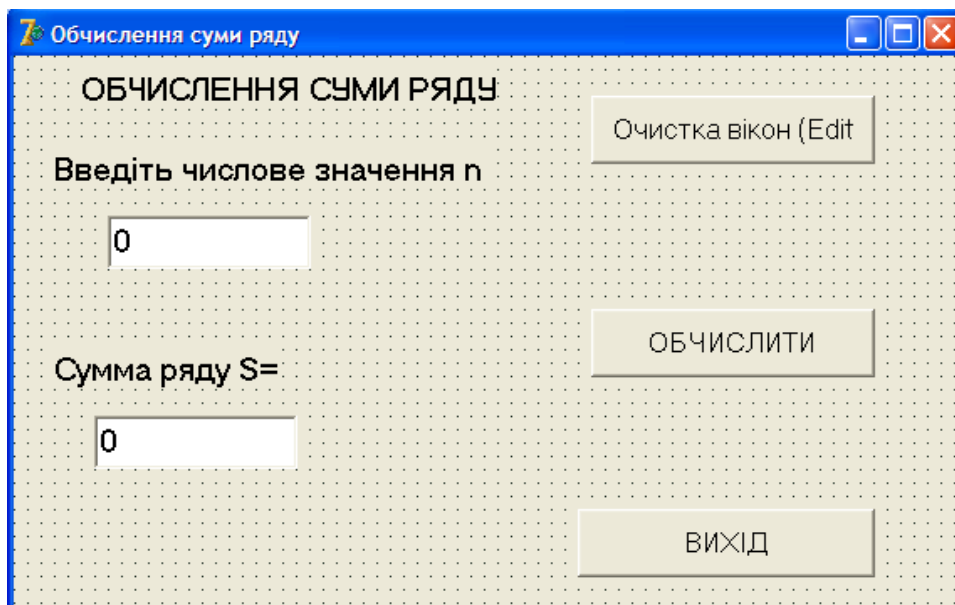 Обчислення суми ряду
ОБЧИСЛЕННЯ СУМИ РЯДУ
Очистка вікон (Edit
Введіть числове значення n
0
ОБЧИСЛИТИ
Сумма ряду S=
0
ВИХІД